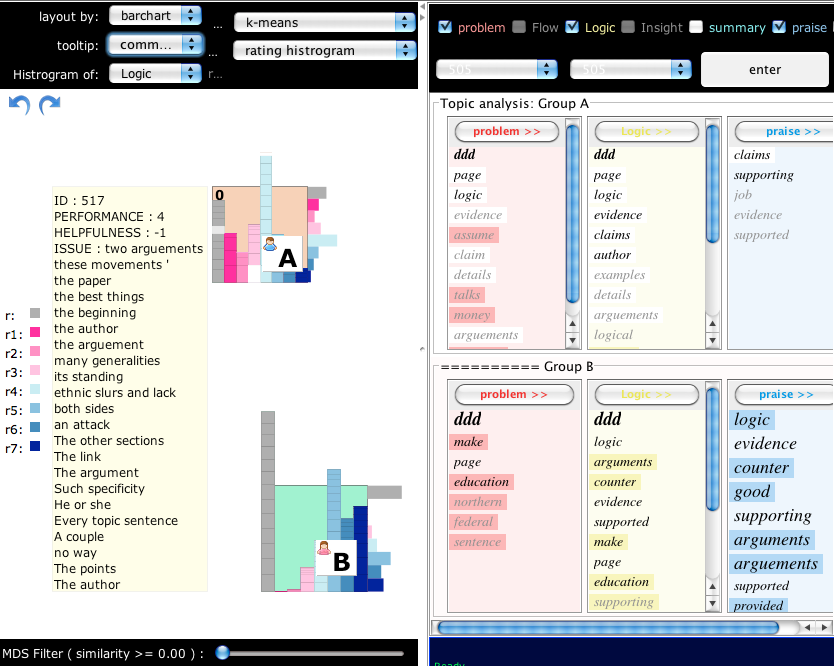 layout by: barchart ... k-means
tooltip: comm... ... rating histrogram
Histrogram of: Logic r...
problem Flow Logic Insight summary praise
505 505 enter
ID : 517
PERFORMANCE : 4
HELPFULNESS : -1
ISSUE : two arguements
these movements '
the paper
the best things
the beginning
the author
the arguement
many generalities
its standing
ethnic slurs and lack
both sides
an attack
The other sections
The link
The argument
Such specificity
He or she
Every topic sentence
A couple
no way
The points
The author
r:
r1:
r2:
r3:
r4:
r5:
r6:
r7:
0
A
B
MDS Filter ( similarity >= 0.00 ) :
Topic analysis: Group A
problem >>
ddd
page
logic
evidence
assume
claim
details
talks
money
arguements
Logic >>
ddd
page
logic
evidence
claims
author
examples
details
arguements
logical
praise >>
claims
supporting
job
evidence
supported
========== Group B
problem >>
ddd
make
page
education
northern
federal
sentence
Logic >>
ddd
logic
arguments
counter
evidence
supported
make
page
education
supporting
praise >>
logic
evidence
counter
good
supporting
arguments
arguements
supported
provided
Ready